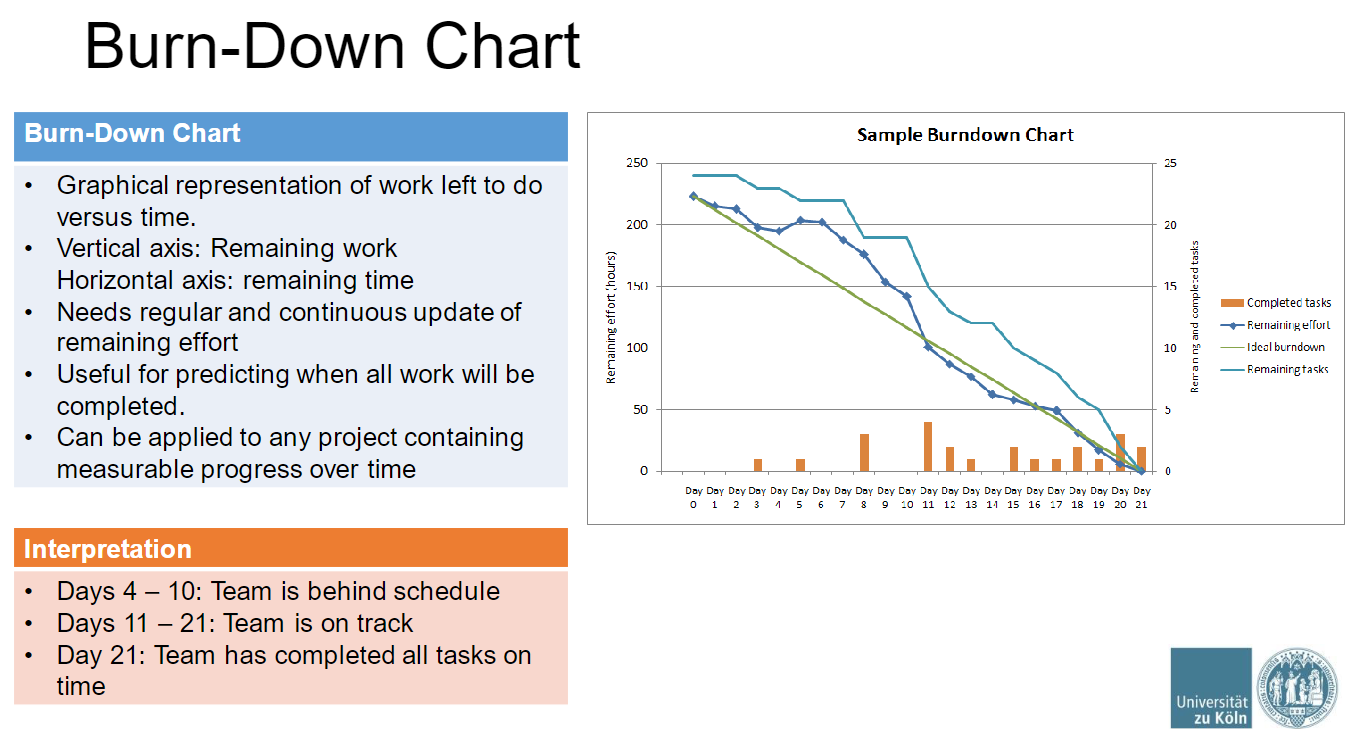 Burn-Down Chart
Burn-Down Chart
• Graphical representation of work left to do
versus time.
• Vertical axis: Remaining work
Horizontal axis: remaining time
• Needs regular and continuous update of
remaining effort
• Useful for predicting when all work will be
completed.
• Can be applied to any project containing
measurable progress over time
Interpretation
• Days 4 – 10: Team is behind schedule
• Days 11 – 21: Team is on track
• Day 21: Team has completed all tasks on
time
Sample Burndown Chart
Remaining effort (hours)
250
200
150
100
50
0
25
20
15
10
5
0
Remaining and completed tasks
Day Day Day Day Day Day Day Day Day Day Day Day Day Day Day Day Day Day Day Day Day Day
0 1 2 3 4 5 6 7 8 9 10 11 12 13 14 15 16 17 18 19 20 21
Completed tasks
Remaining effort
Ideal burndown
Remaining tasks
Universität
zu Köln